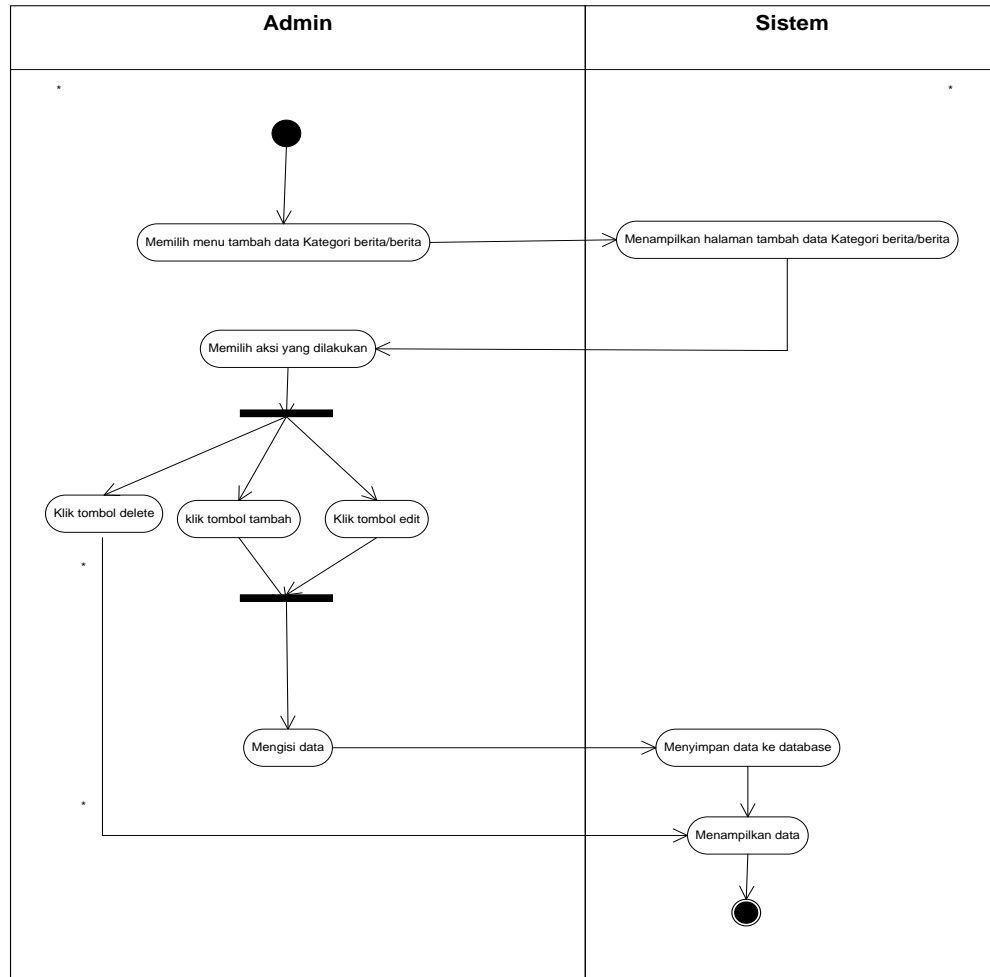 Admin
Sistem
*
*
Memilih menu tambah data Kategori berita/berita
Menampilkan halaman tambah data Kategori berita/berita
Memilih aksi yang dilakukan
Klik tombol delete
klik tombol tambah
Klik tombol edit
*
Mengisi data
Menyimpan data ke database
*
Menampilkan data